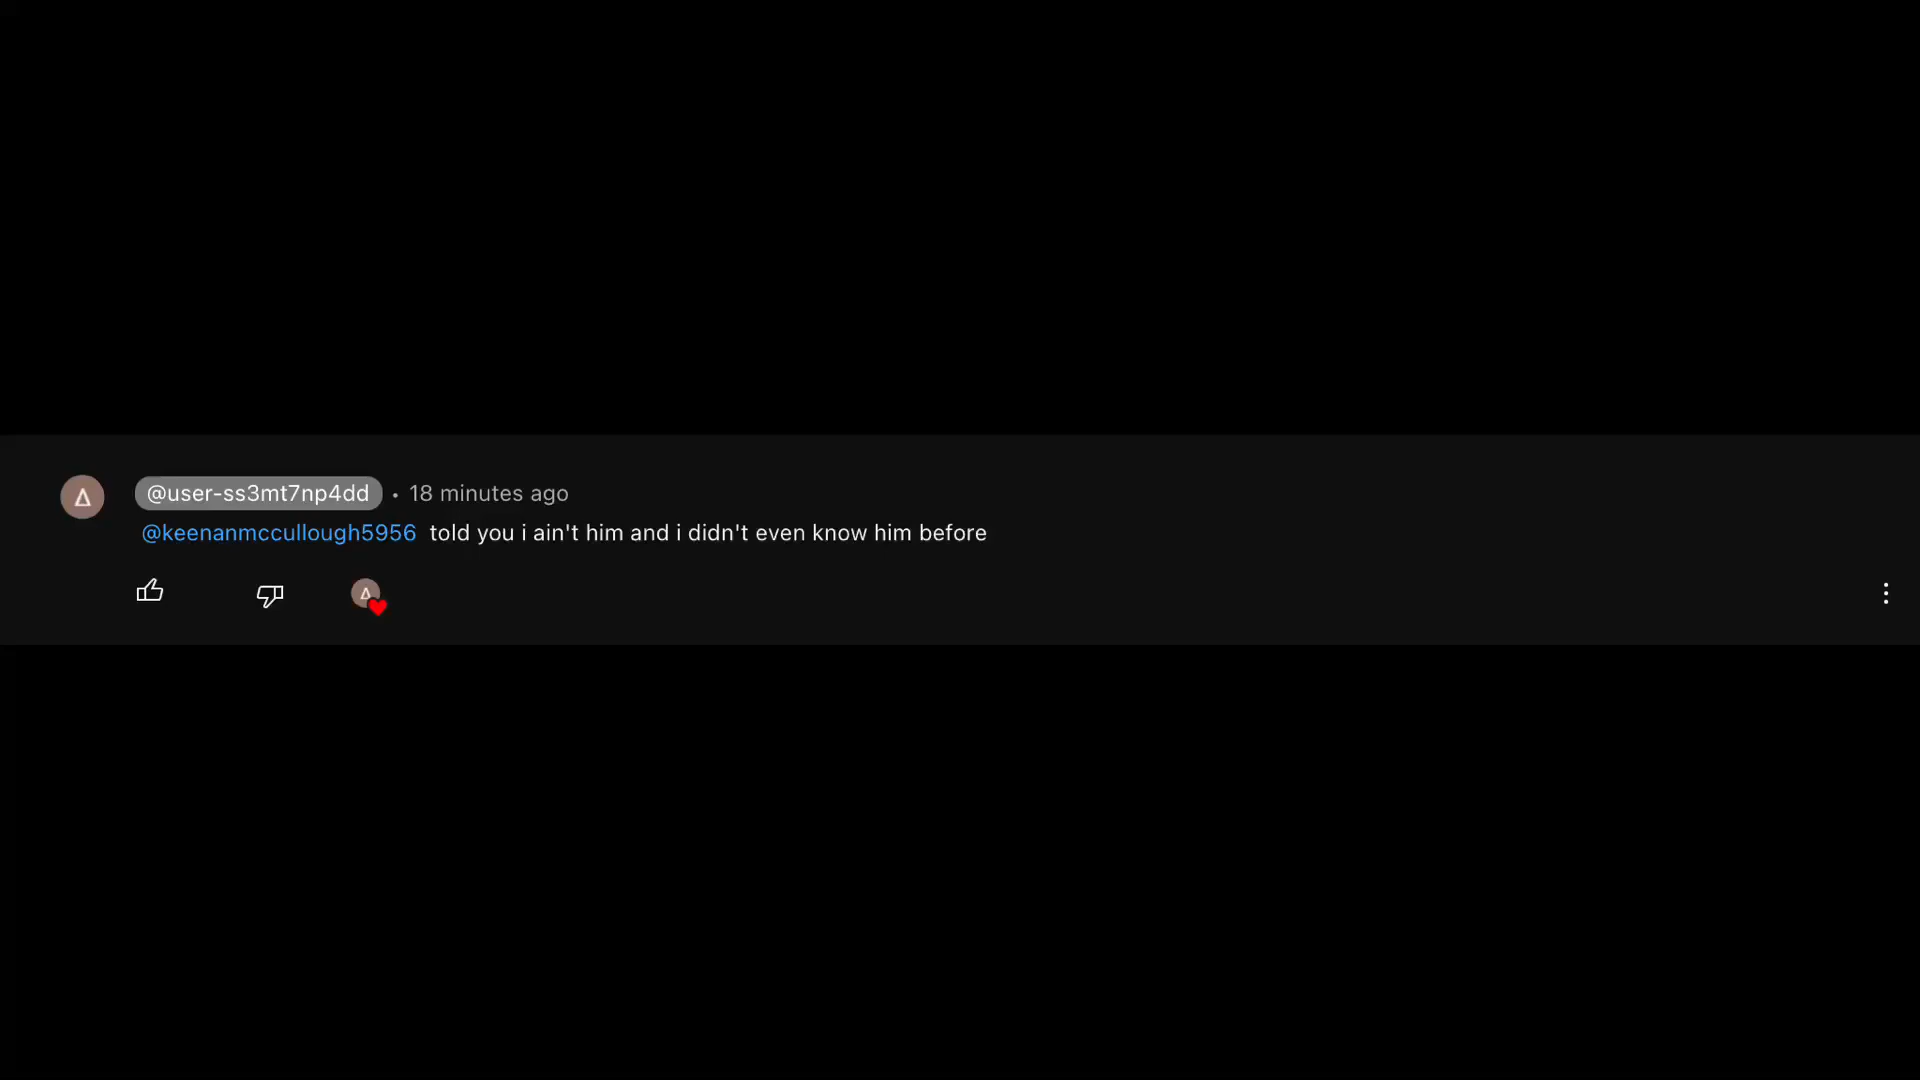 Δ @user-ss3mt7np4dd • 18 minutes ago
@keenanmccullough5956 told you i ain't him and i didn't even know him before
Δ